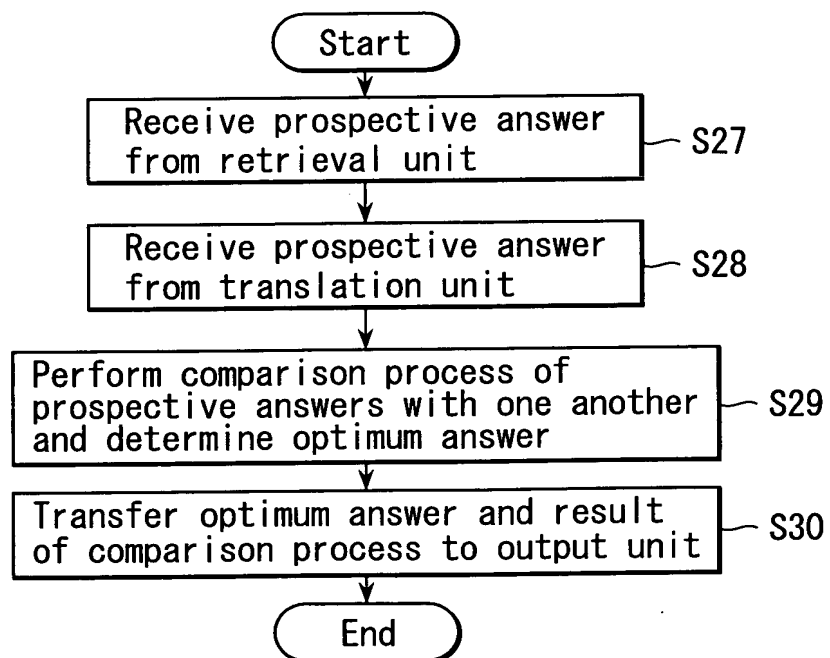 Start
Receive prospective answer
from retrieval unit
S27
Receive prospective answer
from translation unit
S28
Perform comparison process of
prospective answers with one another
and determine optimum answer
S29
Transfer optimum answer and result
of comparison process to output unit
S30
End